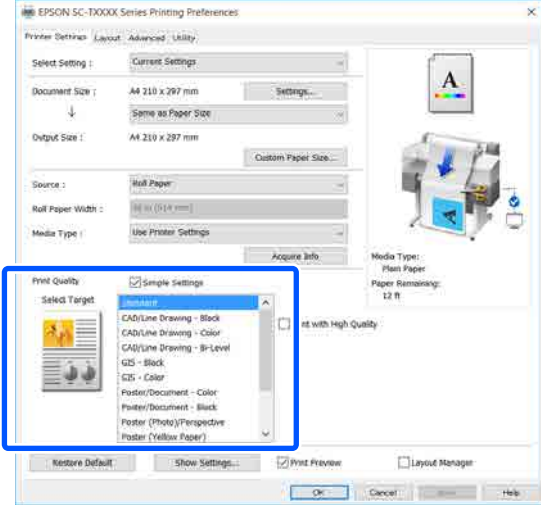 EPSON SC-TXXXX Series Printing Preferences
Printer Settings Layout Advanced Utility
Select Setting : Current Settings
Document Size : A4 210 x 297 mm Settings...
Same as Paper Size
Output Size : A4 210 x 297 mm
Custom Paper Size...
Source : Roll Paper
Roll Paper Width :
Media Type : Use Printer Settings
Acquire Info
A
Media Type:
Plain Paper
Paper Remaining:
12 ft
Print Quality Simple Settings
Select Target
Standard
CAD/Line Drawing - Black
CAD/Line Drawing - Color
CAD/Line Drawing - Bi-Level
GIS - Black
GIS - Color
Poster/Document - Color
Poster/Document - Black
Poster (Photo)/Perspective
Poster (Yellow Paper)
nt with High Quality
Restore Default Show Settings... Print Preview Layout Manager
OK Cancel Help